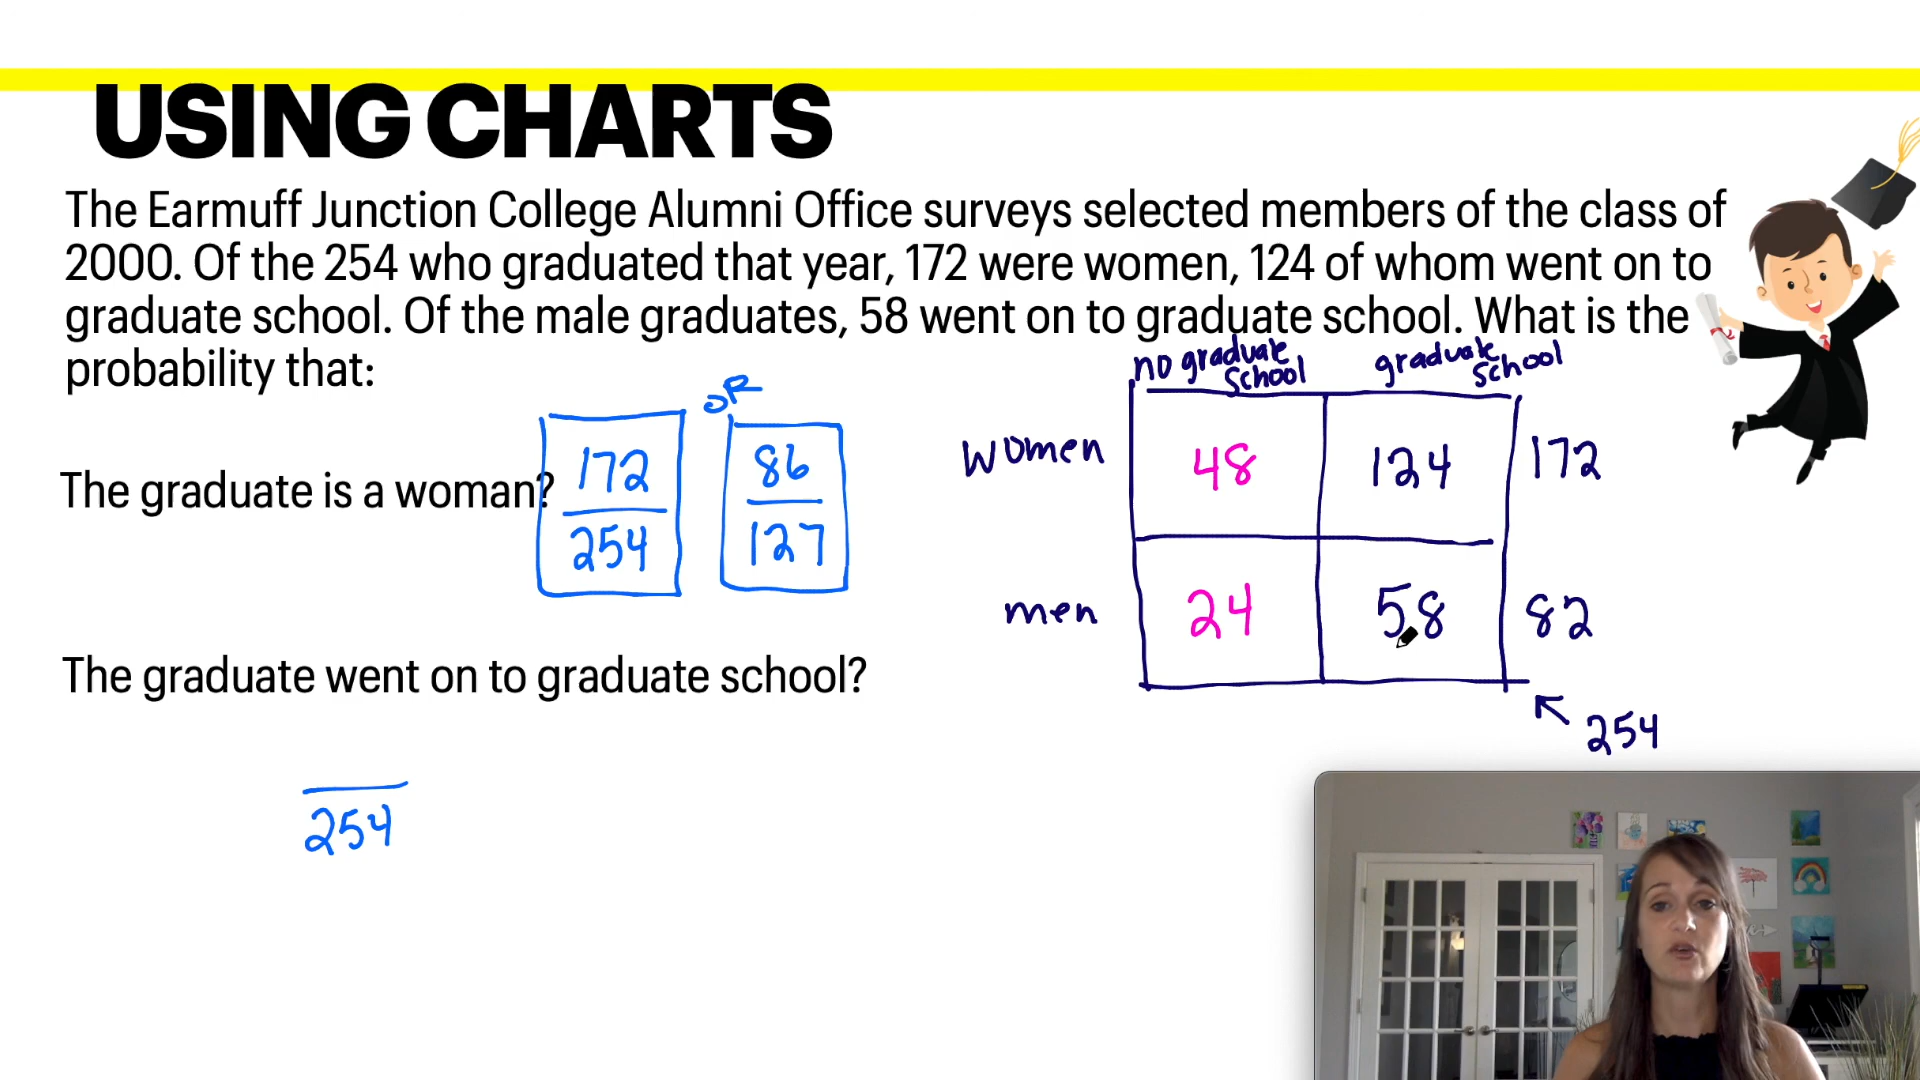 USING CHARTS
The Earmuff Junction College Alumni Office surveys selected members of the class of
2000. Of the 254 who graduated that year, 172 were women, 124 of whom went on to
graduate school. Of the male graduates, 58 went on to graduate school. What is the
probability that:
no graduate
school
graduate
school
OR
women
48
124
172
The graduate is a woman?
172
254
86
127
men
24
58
82
The graduate went on to graduate school?
254
254